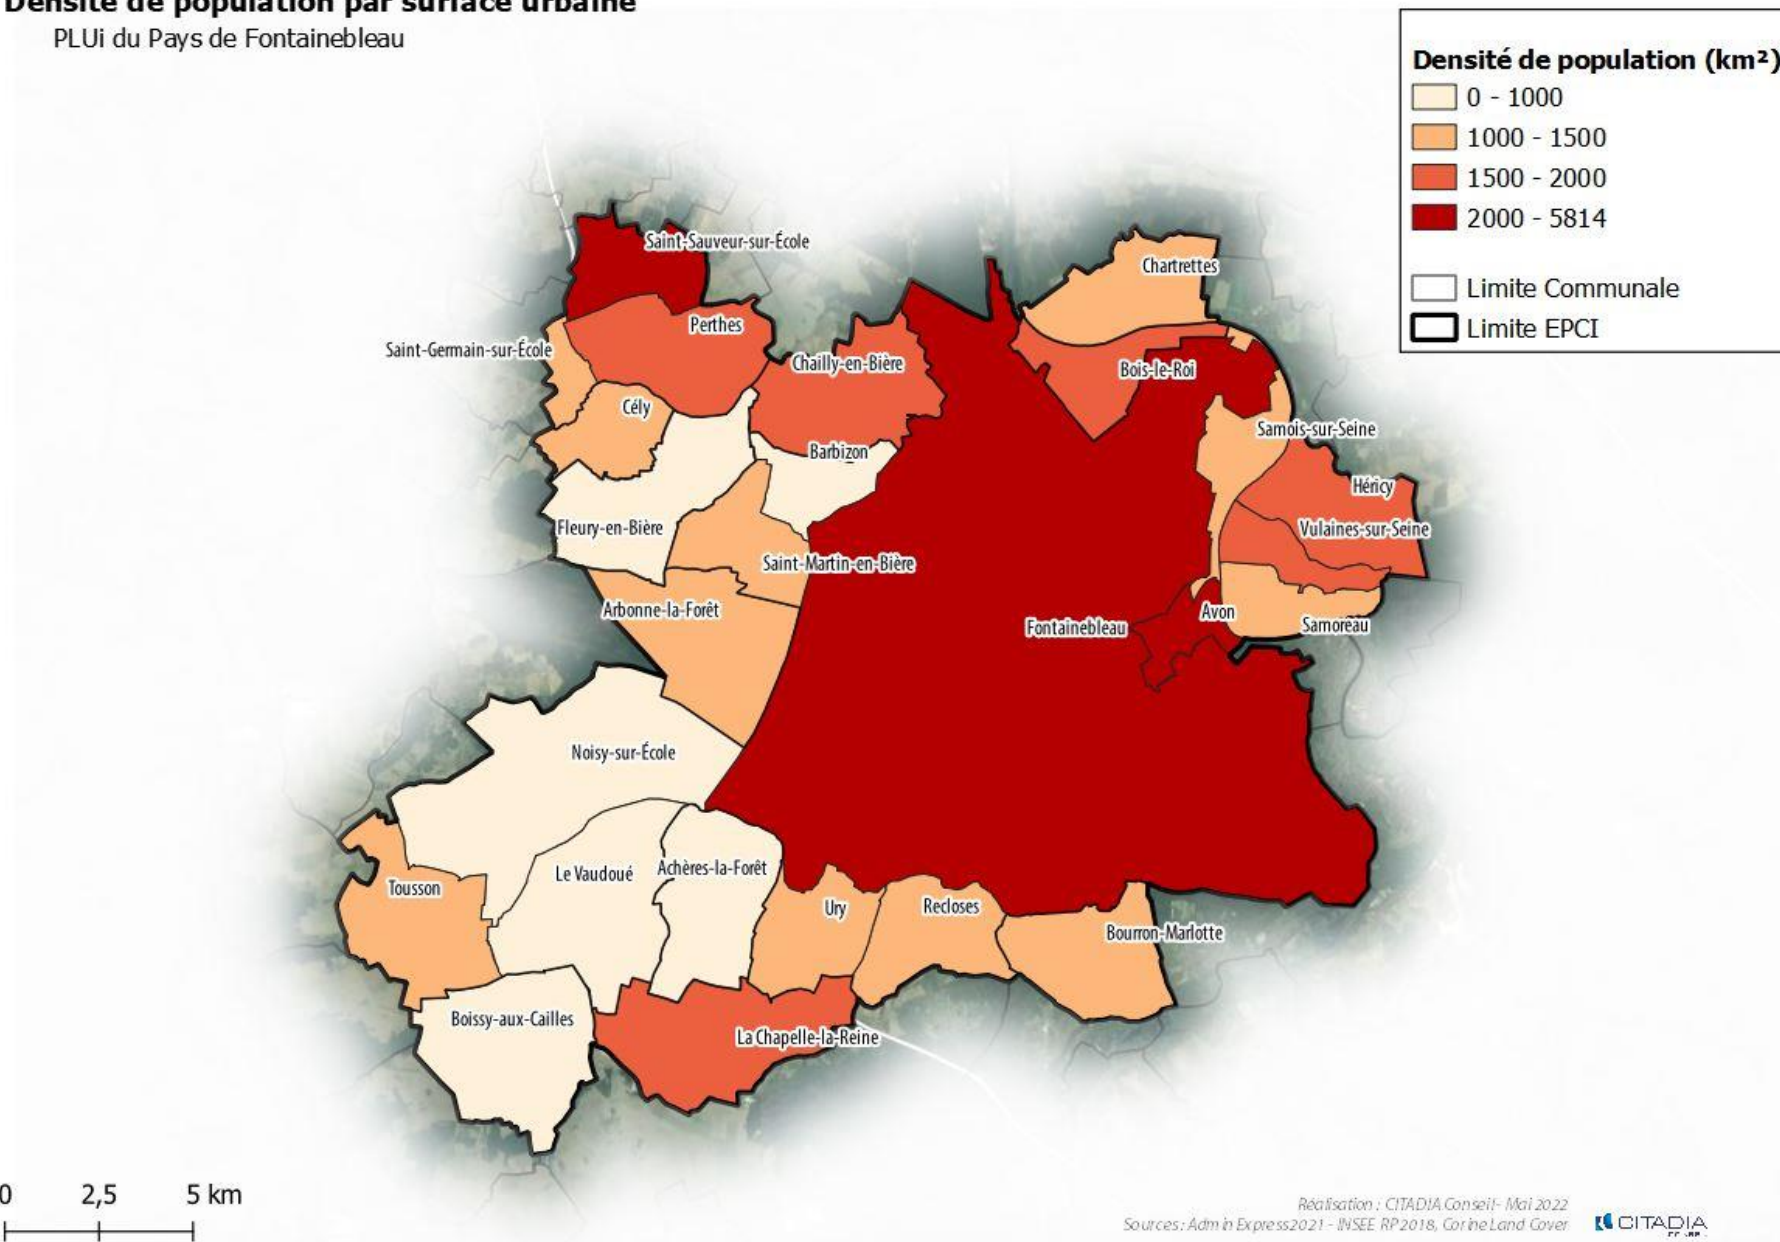 Densité de population par surface urbaine
PLUi du Pays de Fontainebleau
Densité de population (km²)
0 - 1000
1000 - 1500
1500 - 2000
2000 - 5814
Limite Communale
Limite EPCI
Saint-Sauveur-sur-École
Chartrettes
Perthes
Saint-Germain-sur-École
Chailly-en-Bière
Bois-le-Roi
Cély
Samois-sur-Seine
Barbizon
Héricy
Fleury-en-Bière
Vulaines-sur-Seine
Saint-Martin-en-Bière
Arbonne-la-Forêt
Avon
Fontainebleau
Samoreau
Noisy-sur-École
Le Vaudoué
Achères-la-Forêt
Tousson
Ury
Recloses
Bourron-Marlotte
Boissy-aux-Cailles
La Chapelle-la-Reine
0 2,5 5 km
Réalisation : CITADIA Conseil- Mai 2022
Sources : Admin Express2021 - INSEE RP2018, Corine Land Cover
CITADIA